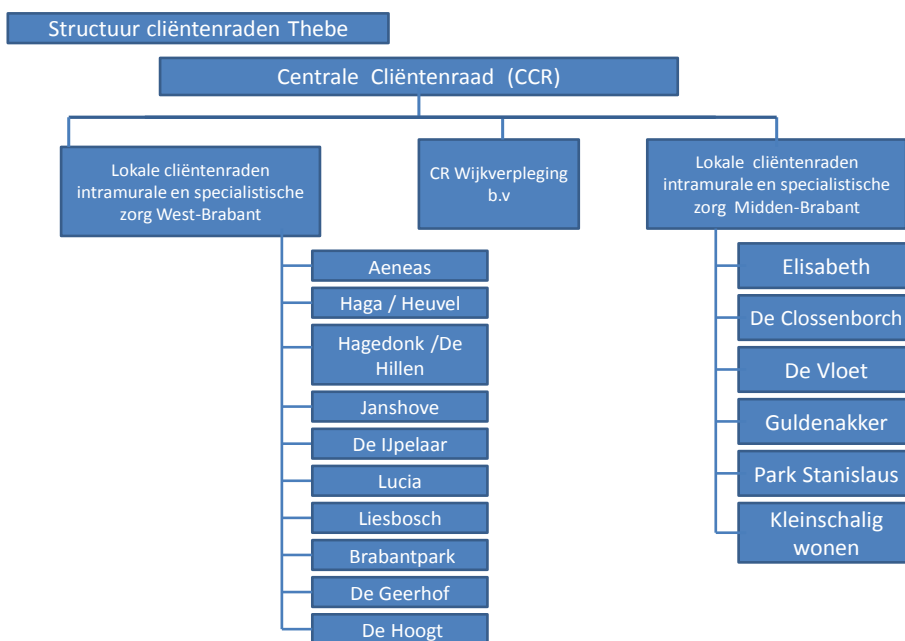 Structuur cliëntenraden Thebe
Centrale Cliëntenraad (CCR)
Lokale cliëntenraden
intramurale en specialistische
zorg West-Brabant
CR Wijkverpleging
b.v
Lokale cliëntenraden
intramurale en specialistische
zorg Midden-Brabant
Aeneas
Haga / Heuvel
Hagedonk /De
Hillen
Janshove
De IJpelaar
Lucia
Liesbosch
Brabantpark
De Geerhof
De Hoogt
Elisabeth
De Clossenborch
De Vloet
Guldenakker
Park Stanislaus
Kleinschalig
wonen